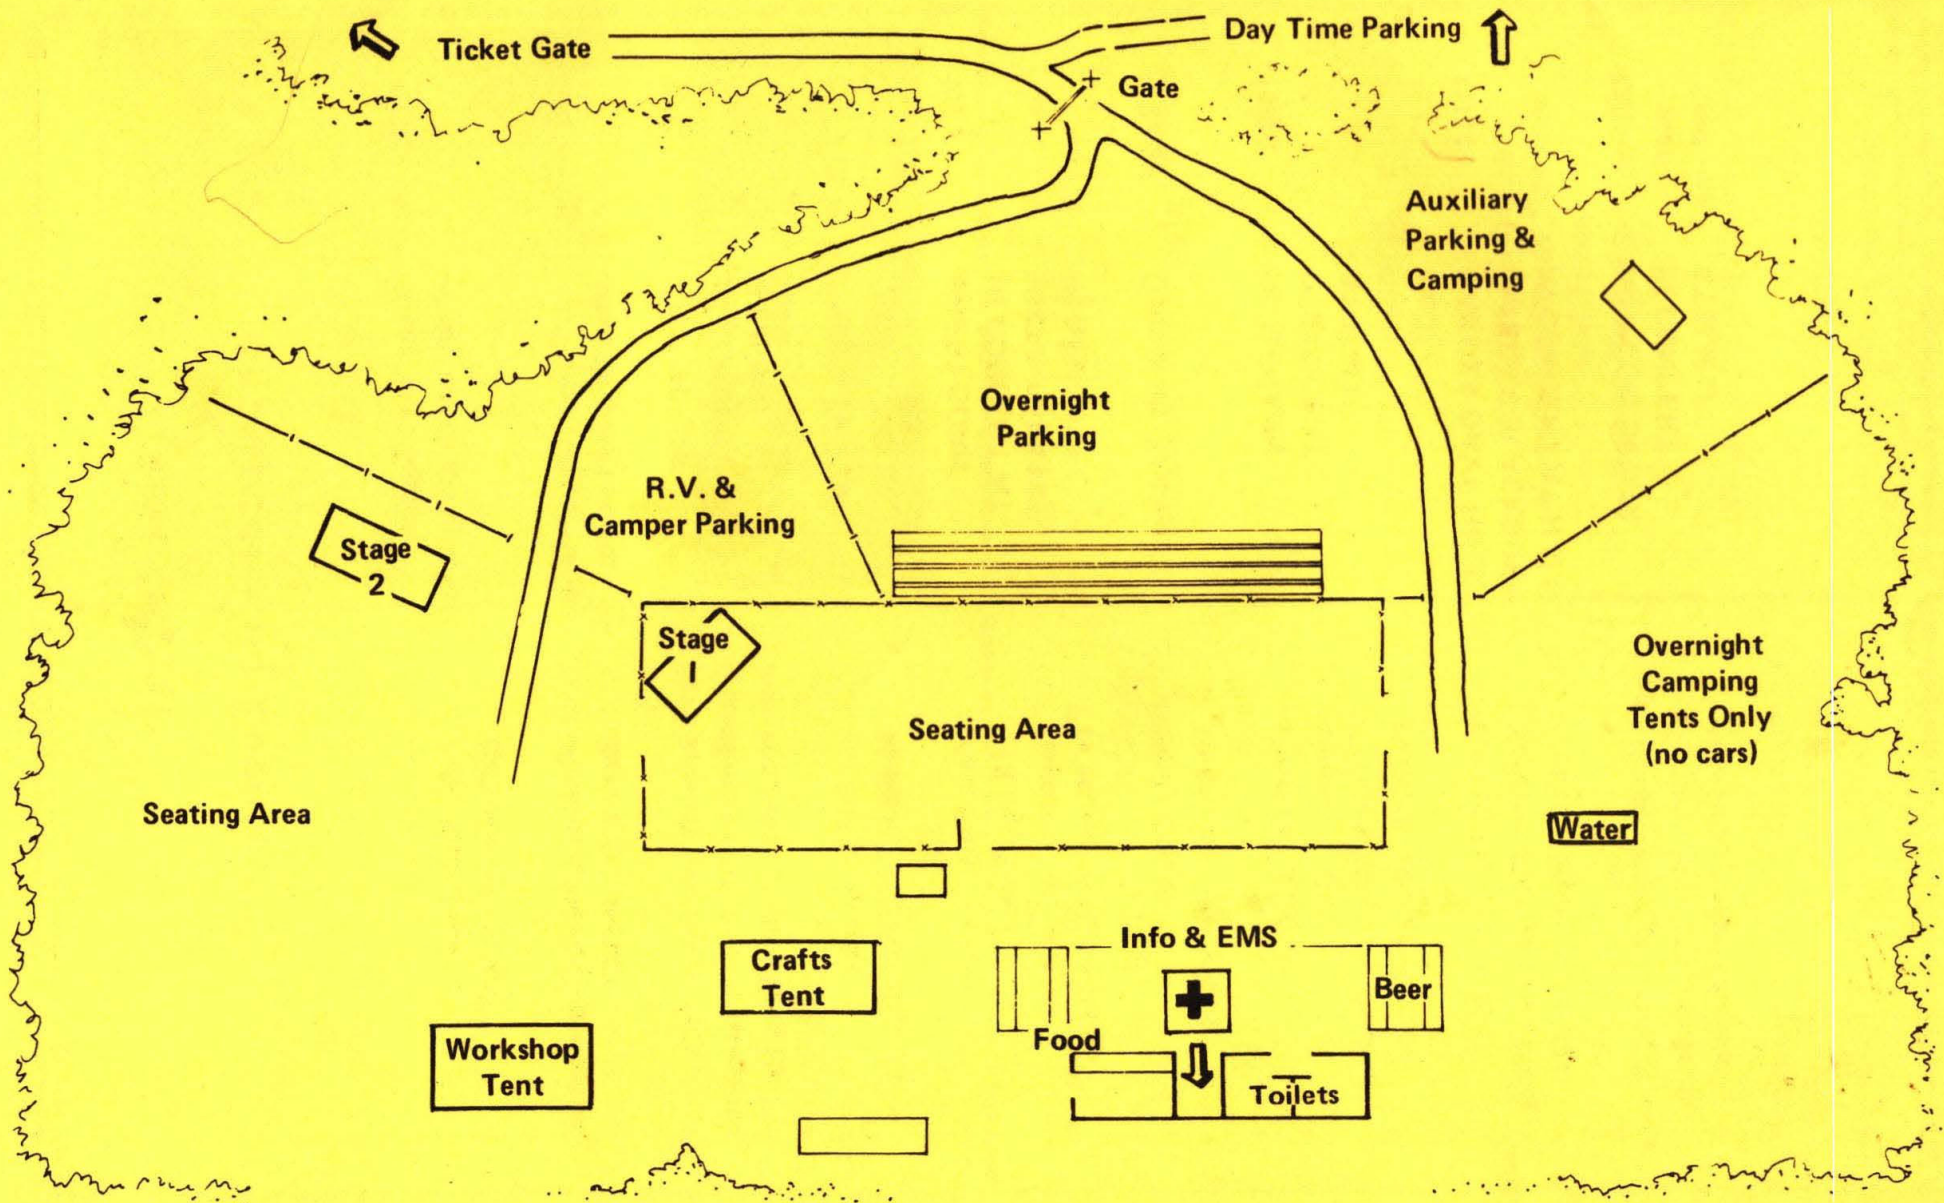 Ticket Gate
Day Time Parking
Gate
Auxiliary
Parking &
Camping
Overnight
Parking
R.V. &
Camper Parking
Stage
2
Stage
1
Seating Area
Overnight
Camping
Tents Only
(no cars)
Seating Area
Water
Info & EMS
Crafts
Tent
Beer
Food
Workshop
Tent
Toilets